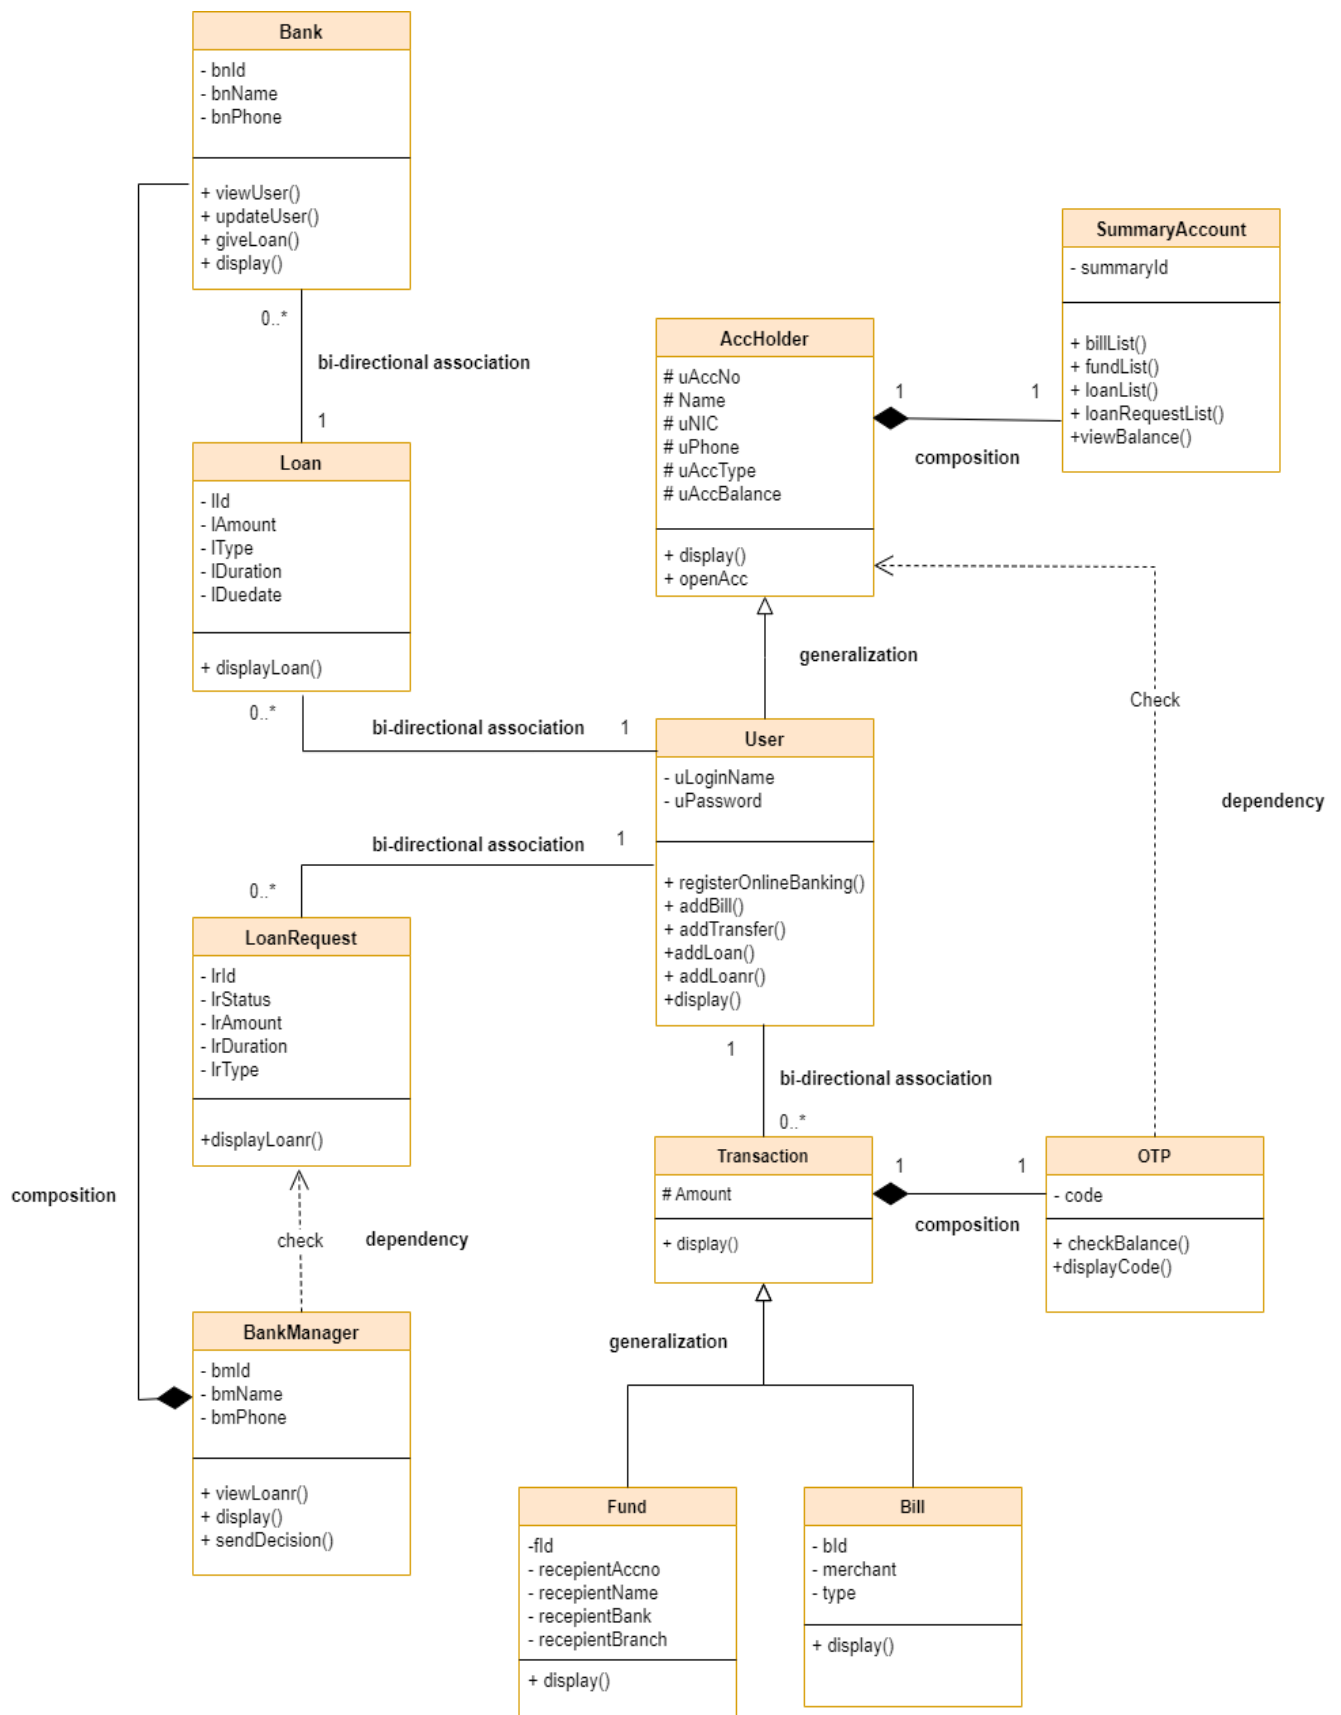 Bank
- bnId
- bnName
- bnPhone
+ viewUser()
+ updateUser()
+ giveLoan()
+ display()
0..*
bi-directional association
1
Loan
- lId
- lAmount
- lType
- lDuration
- lDuedate
+ displayLoan()
0..*
bi-directional association
1
bi-directional association
1
0..*
LoanRequest
- lrId
- lrStatus
- lrAmount
- lrDuration
- lrType
+displayLoanr()
composition
check
dependency
BankManager
- bmId
- bmName
- bmPhone
+ viewLoanr()
+ display()
+ sendDecision()
AccHolder
# uAccNo
# Name
# uNIC
# uPhone
# uAccType
# uAccBalance
+ display()
+ openAcc
1
1
composition
SummaryAccount
- summaryId
+ billList()
+ fundList()
+ loanList()
+ loanRequestList()
+viewBalance()
generalization
Check
dependency
User
- uLoginName
- uPassword
+ registerOnlineBanking()
+ addBill()
+ addTransfer()
+addLoan()
+ addLoanr()
+display()
1
bi-directional association
0..*
Transaction
# Amount
+ display()
1
1
composition
OTP
- code
+ checkBalance()
+displayCode()
generalization
Fund
-fId
- recepientAccno
- recepientName
- recepientBank
- recepientBranch
+ display()
Bill
- bId
- merchant
- type
+ display()